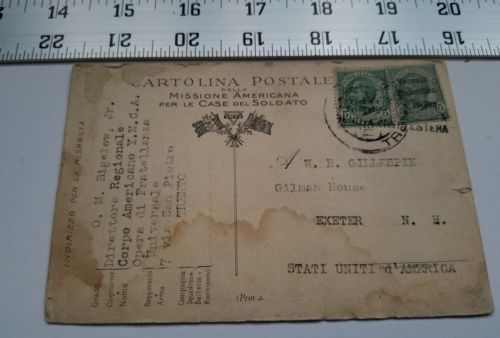 14 15 16 17 18 19 20
22 21 20 19 18 17 16
CARTOLINA POSTALE
DELLA
MISSIONE AMERICANA
PER LE CASE DEL SOLDATO
INDIRIZZO PER LA RISPOSTA
O. M. Bigelow, Jr.
Direttore Regionale
Corpo Americano Y.M.C.A.
Opera di Fratellanza
Universale
7 via San Pietro
TRENTO
Grado
Cognome
Nome
Reggimento
Arma
Compagnia
Squadrone
Batteria
A W. H. GILLESPIE
Gilman House
EXETER N. H.
STATI UNITI d'AMERICA